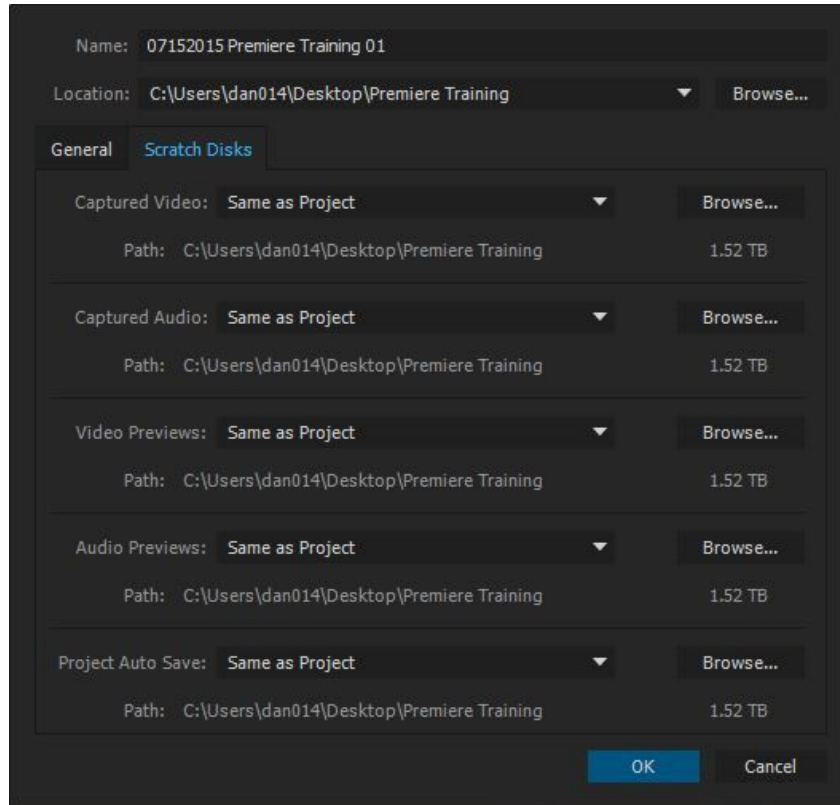 Name: 07152015 Premiere Training 01
Location: C:\Users\dan014\Desktop\Premiere Training Browse...
General Scratch Disks
Captured Video: Same as Project Browse...
Path: C:\Users\dan014\Desktop\Premiere Training 1.52 TB
Captured Audio: Same as Project Browse...
Path: C:\Users\dan014\Desktop\Premiere Training 1.52 TB
Video Previews: Same as Project Browse...
Path: C:\Users\dan014\Desktop\Premiere Training 1.52 TB
Audio Previews: Same as Project Browse...
Path: C:\Users\dan014\Desktop\Premiere Training 1.52 TB
Project Auto Save: Same as Project Browse...
Path: C:\Users\dan014\Desktop\Premiere Training 1.52 TB
OK Cancel